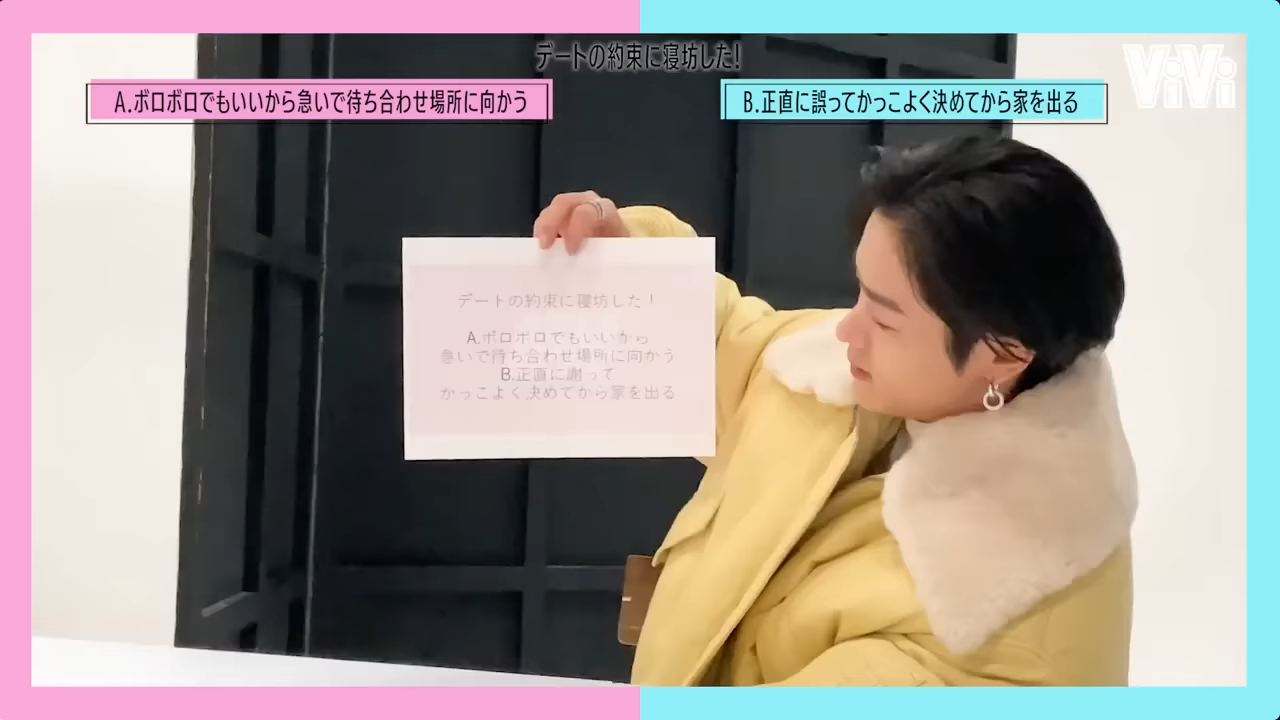 デートの約束に寝坊した!
ViVi
A.ボロボロでもいいから急いで待ち合わせ場所に向かう
B.正直に誤ってかっこよく決めてから家を出る
デートの約束に寝坊した!
A.ボロボロでもいいから
急いで待ち合わせ場所に向かう
B.正直に謝って
かっこよく決めてから家を出る